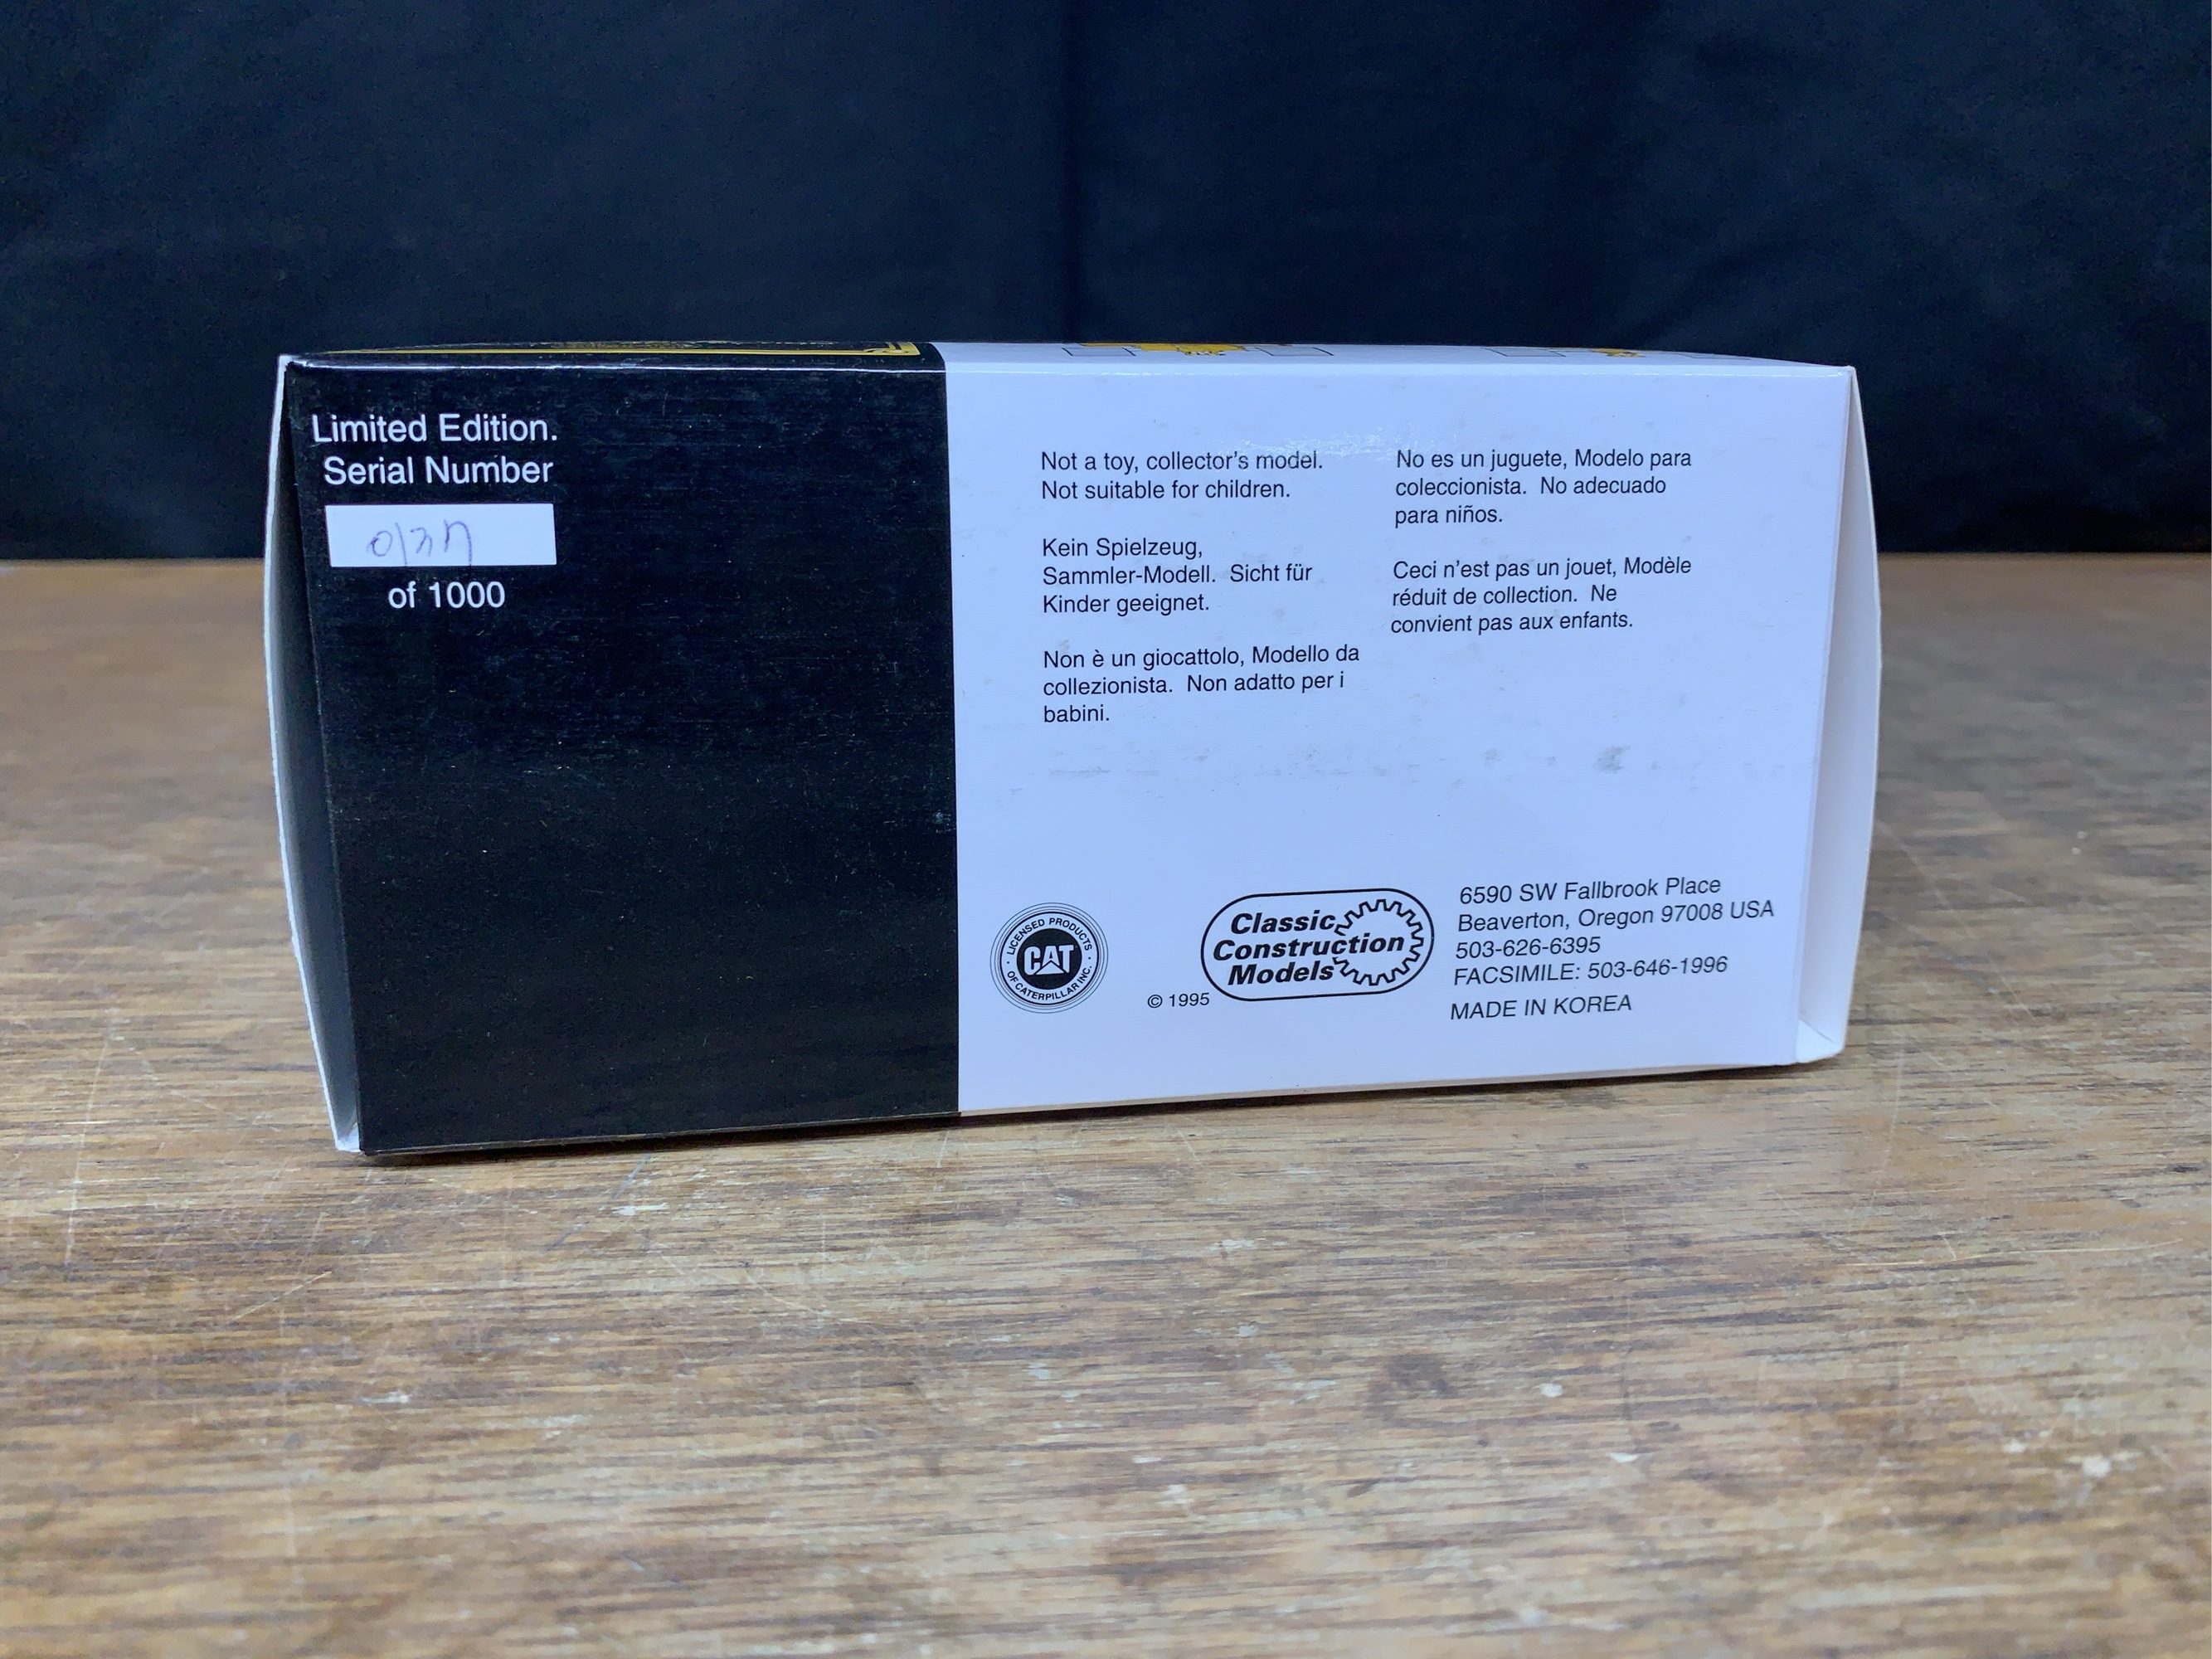 Limited Edition.
Serial Number
of 1000
Not a toy, collector's model.
Not suitable for children.
Kein Spielzeug,
Sammler-Modell. Sicht für
Kinder geeignet.
Non è un giocattolo, Modello da
collezionista. Non adatto per i
babini.
No es un juguete, Modelo para
coleccionista. No adecuado
para niños.
Ceci n'est pas un jouet, Modèle
réduit de collection. Ne
convient pas aux enfants.
LICENSED PRODUCTS
CAT
OF CATERPILLAR INC.
© 1995
Classic
Construction
Models
6590 SW Fallbrook Place
Beaverton, Oregon 97008 USA
503-626-6395
FACSIMILE: 503-646-1996
MADE IN KOREA